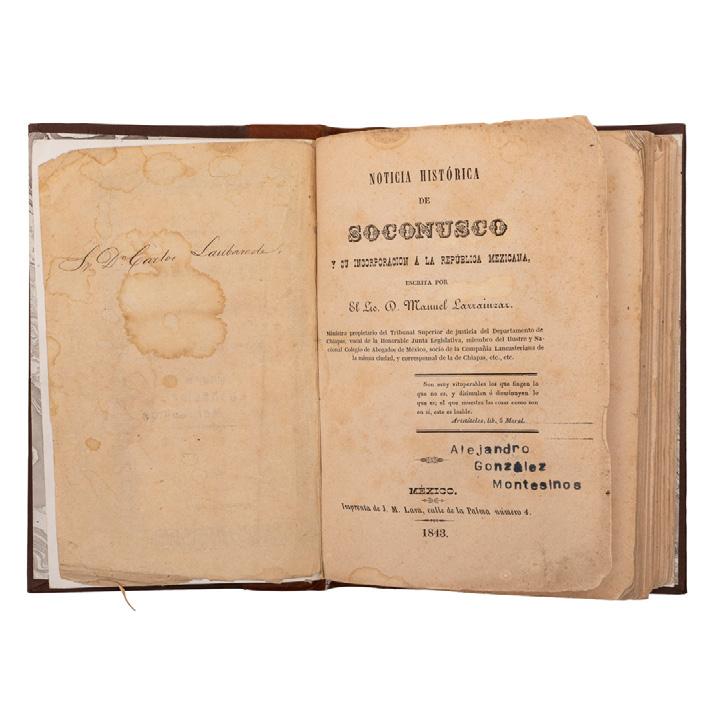 Sr. Dn. Carlos
NOTICIA HISTÓRICA
DE
SOCONUSCO
Y SU INCORPORACION Á LA REPÚBLICA MEXICANA,
ESCRITA POR
El Lic. D. Manuel Larrainzar.
Ministro propietario del Tribunal Superior de justicia del Departamento de
Chiapas, vocal de la Honorable Junta Legislativa, miembro del Ilustre y Na-
cional Colegio de Abogados de México, socio de la Compañía Lancasteriana de
la misma ciudad, y corresponsal de la de Chiapas, etc., etc.
Son muy vituperables los que fingen lo
que no es, y disimulan ó disminuyen lo
que es; el que muestra las cosas como son
en sí, este es loable.
Aristóteles, lib. 5 Moral.
Alejandro
González
Montesinos
MÉXICO.
Imprenta de J. M. Lara, calle de la Palma número 4.
1843.